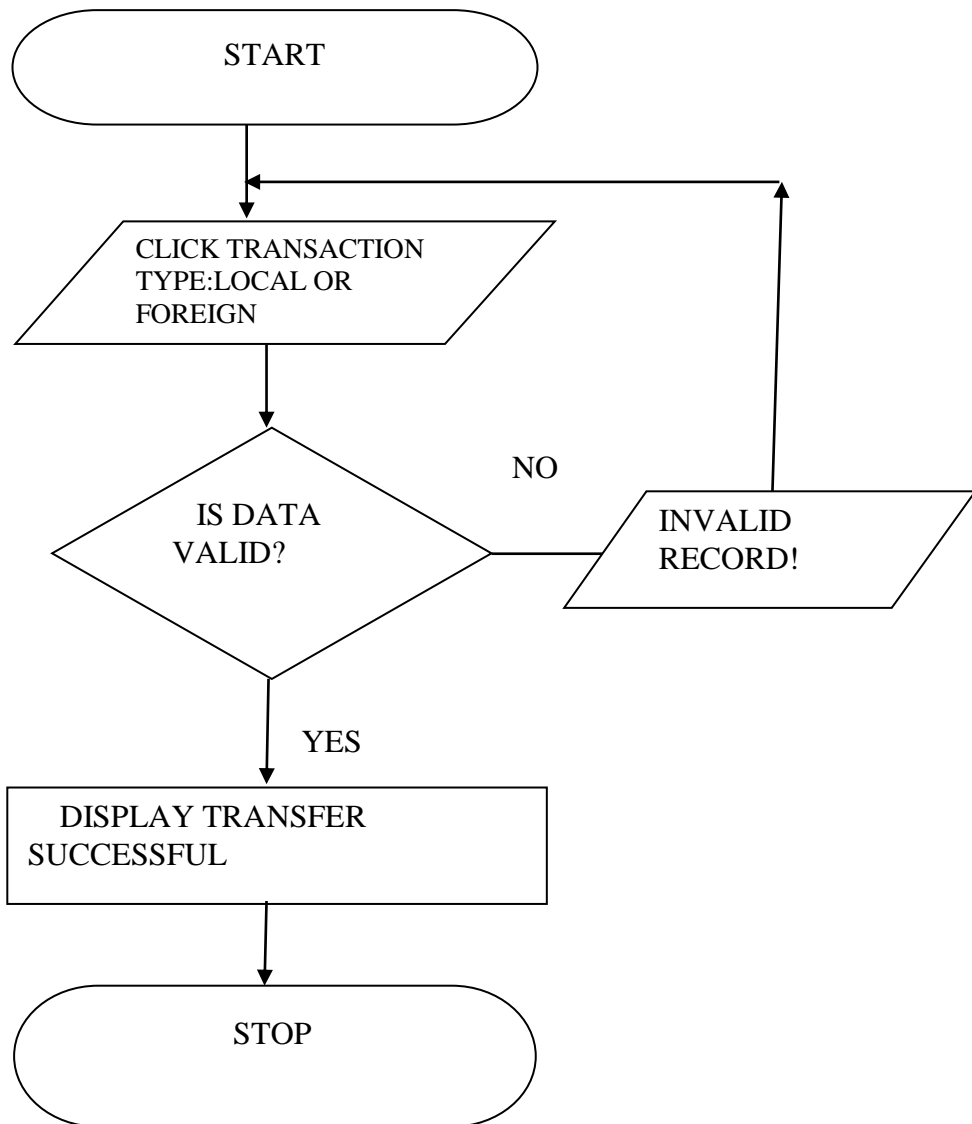 START
CLICK TRANSACTION
TYPE:LOCAL OR
FOREIGN
NO
IS DATA
VALID?
INVALID
RECORD!
YES
DISPLAY TRANSFER
SUCCESSFUL
STOP